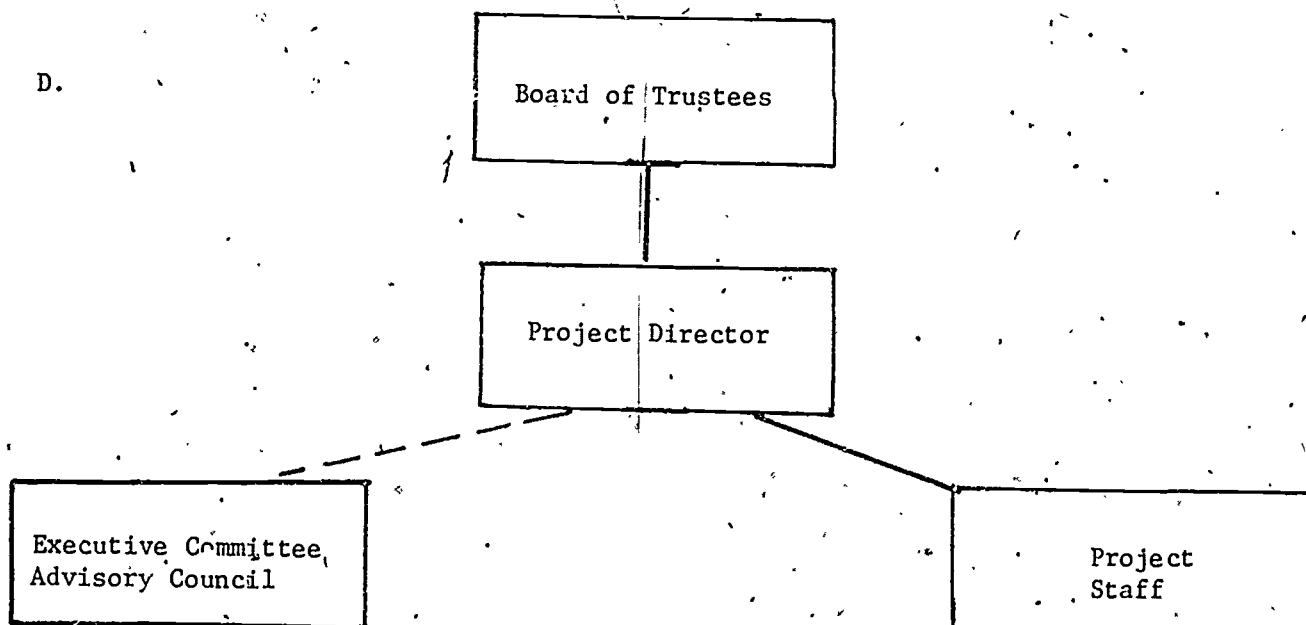 D.
Board of Trustees
Project Director
Executive Committee
Advisory Council
Project
Staff